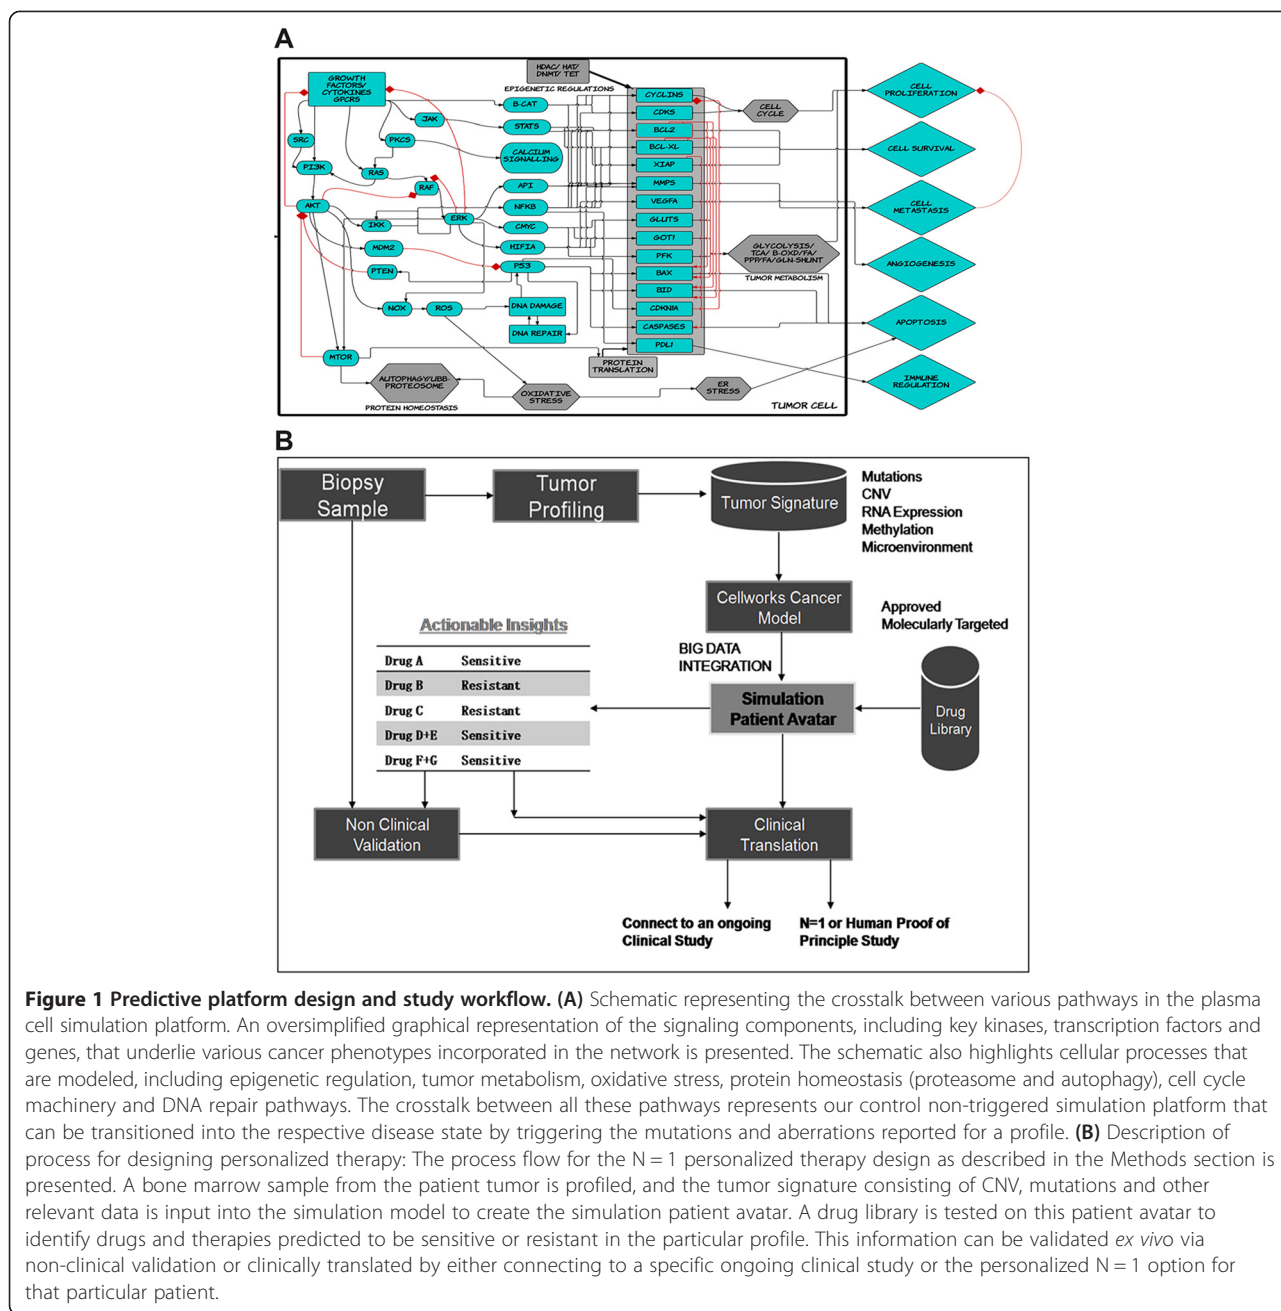 A
GROWTH
FACTORS/
CYTOKINES
GPCRS
SRC
PI3K
JAK
PKCS
RAS
RAF
AKT
IKK
ERK
MDM2
PTEN
NOX
ROS
MTOR
B-CAT
STATS
CALCIUM
SIGNALLING
AP1
NFKB
CMYC
HIF1A
P53
DNA DAMAGE
DNA REPAIR
HDAC/ HAT/
DNMT/ TET
EPIGENETIC REGULATIONS
CYCLINS
CDKS
BCL2
BCL-XL
XIAP
MMPS
VEGFA
GLUTS
GOT1
PFK
BAX
BID
CDKN1A
CASPASES
PDL1
PROTEIN
TRANSLATION
CELL
CYCLE
GLYCOLYSIS/
TCA/ B-OXD/FA/
PPP/FA/GLN-SHUNT
TUMOR METABOLISM
AUTOPHAGY/UBB-
PROTEOSOME
PROTEIN HOMEOSTASIS
OXIDATIVE
STRESS
ER
STRESS
TUMOR CELL
CELL
PROLIFERATION
CELL SURVIVAL
CELL
METASTASIS
ANGIOGENESIS
APOPTOSIS
IMMUNE
REGULATION
B
Biopsy
Sample
Tumor
Profiling
Tumor Signature
Mutations
CNV
RNA Expression
Methylation
Microenvironment
Cellworks Cancer
Model
BIG DATA
INTEGRATION
Approved
Molecularly Targeted
Simulation
Patient Avatar
Drug
Library
Actionable Insights
Drug A Sensitive
Drug B Resistant
Drug C Resistant
Drug D+E Sensitive
Drug F+G Sensitive
Non Clinical
Validation
Clinical
Translation
Connect to an ongoing
Clinical Study
N=1 or Human Proof of
Principle Study
Figure 1 Predictive platform design and study workflow. (A) Schematic representing the crosstalk between various pathways in the plasma
cell simulation platform. An oversimplified graphical representation of the signaling components, including key kinases, transcription factors and
genes, that underlie various cancer phenotypes incorporated in the network is presented. The schematic also highlights cellular processes that
are modeled, including epigenetic regulation, tumor metabolism, oxidative stress, protein homeostasis (proteasome and autophagy), cell cycle
machinery and DNA repair pathways. The crosstalk between all these pathways represents our control non-triggered simulation platform that
can be transitioned into the respective disease state by triggering the mutations and aberrations reported for a profile. (B) Description of
process for designing personalized therapy: The process flow for the N = 1 personalized therapy design as described in the Methods section is
presented. A bone marrow sample from the patient tumor is profiled, and the tumor signature consisting of CNV, mutations and other
relevant data is input into the simulation model to create the simulation patient avatar. A drug library is tested on this patient avatar to
identify drugs and therapies predicted to be sensitive or resistant in the particular profile. This information can be validated ex vivo via
non-clinical validation or clinically translated by either connecting to a specific ongoing clinical study or the personalized N = 1 option for
that particular patient.